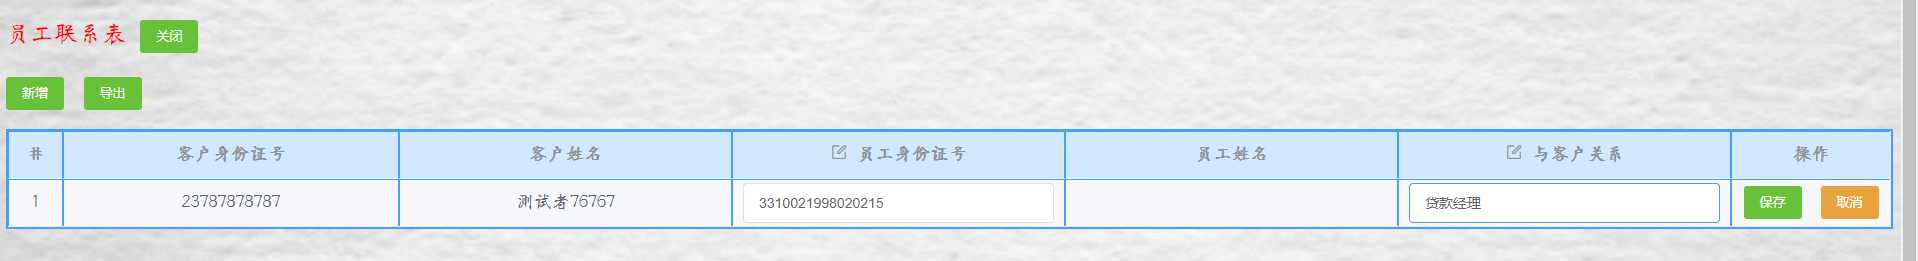 员工联系表 关闭
新增 导出
# 客户身份证号 客户姓名 员工身份证号 员工姓名 与客户关系 操作
1 23787878787 测试者76767 3310021998020215 贷款经理 保存 取消